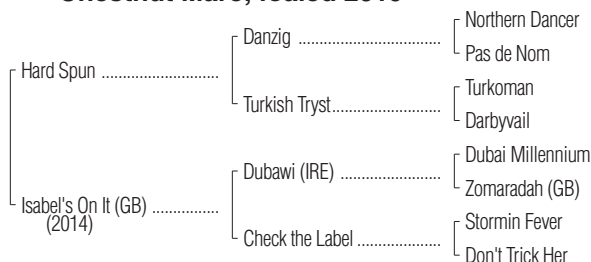 Chestnut Mare; foaled
Northern Dancer
Danzig ..................................
Pas de Nom
Hard Spun ............................
Turkoman
Turkish Tryst..........................
Darbyvail
Dubai Millennium
Dubawi (IRE) ........................
Zomaradah (GB)
Isabel's On It (GB) ................
(2014)
Stormin Fever
Check the Label ....................
Don't Trick Her